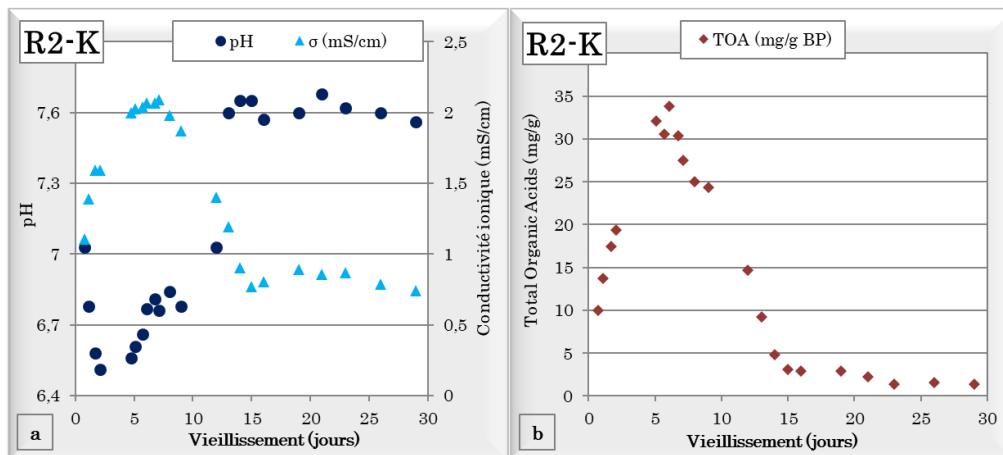 R2-K
pH σ (mS/cm)
2,5
2
1,5
1
0,5
0
7,6
7,3
7
6,7
6,4
pH
Conductivité ionique (mS/cm)
0 5 10 15 20 25 30
Vieillissement (jours)
a
R2-K
TOA (mg/g BP)
35
30
25
20
15
10
5
0
Total Organic Acids (mg/g)
0 5 10 15 20 25 30
Vieillissement (jours)
b